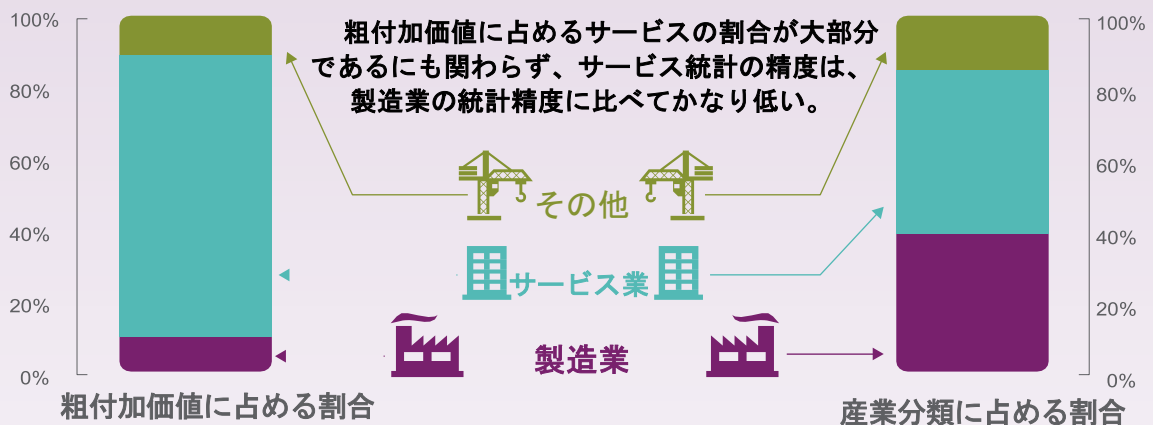 粗付加価値に占めるサービスの割合が大部分
であるにも関わらず、サービス統計の精度は、
製造業の統計精度に比べてかなり低い。
100%
80%
60%
40%
20%
0%
その他
サービス業
製造業
100%
80%
60%
40%
20%
0%
粗付加価値に占める割合
産業分類に占める割合